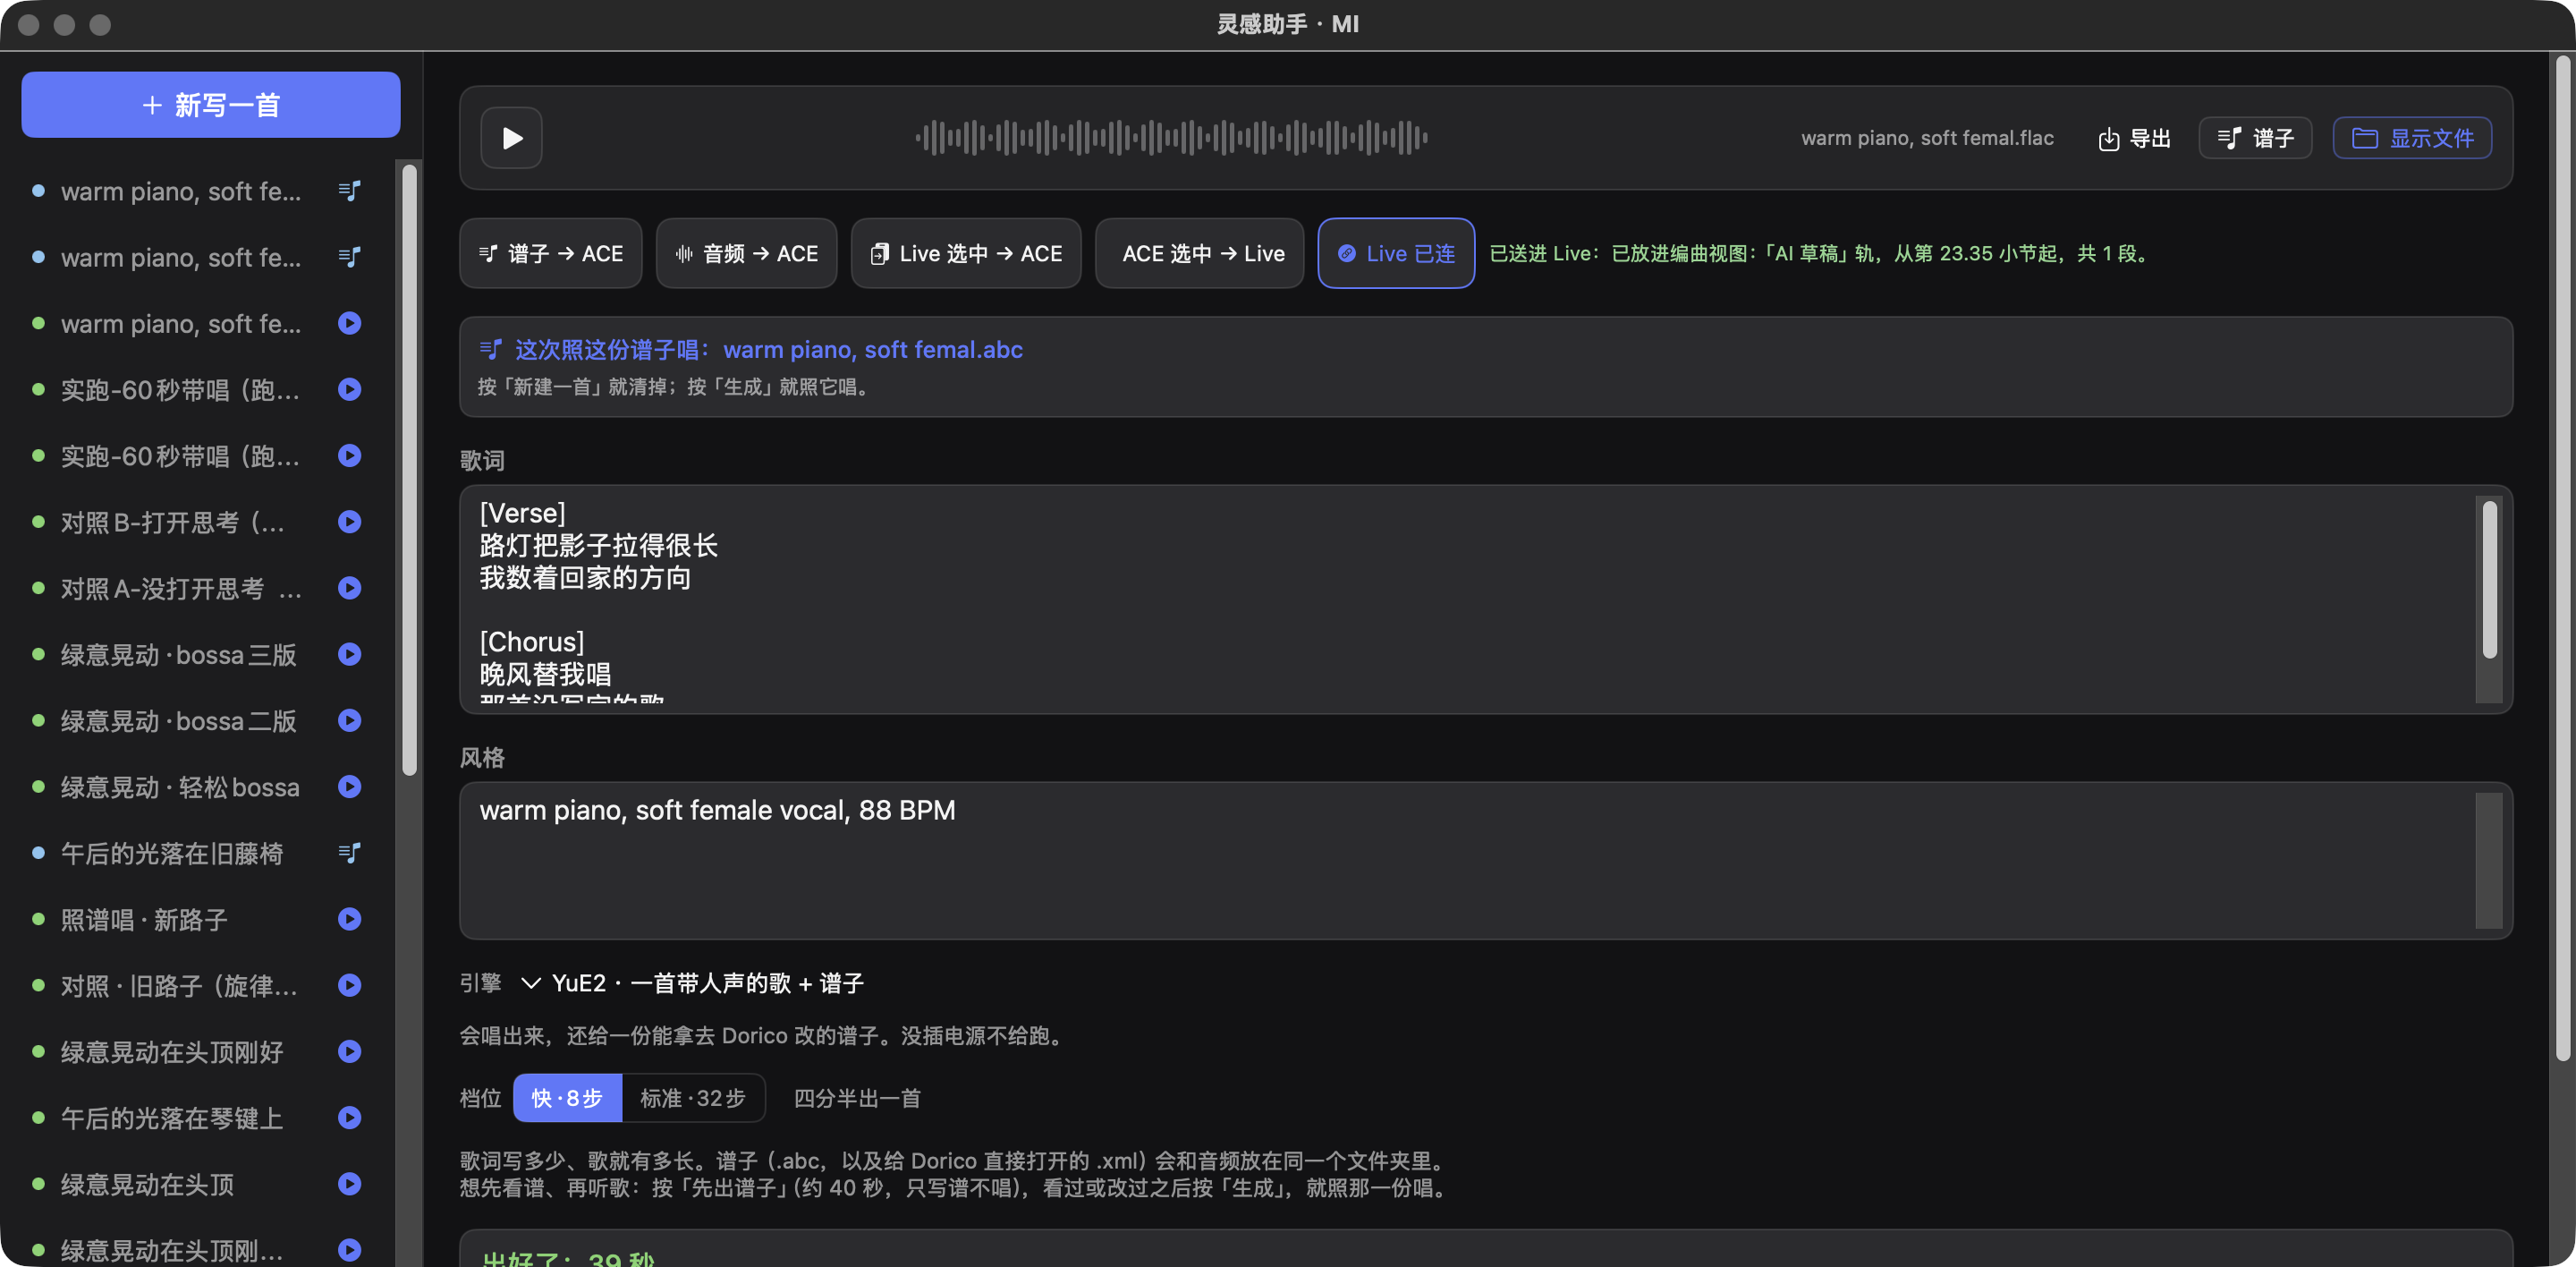 灵感助手 · MI
+ 新写一首
warm piano, soft fe...
warm piano, soft fe...
warm piano, soft fe...
实跑-60秒带唱（跑...
实跑-60秒带唱（跑...
对照B-打开思考（...
对照A-没打开思考 ...
绿意晃动·bossa三版
绿意晃动·bossa二版
绿意晃动·轻松bossa
午后的光落在旧藤椅
照谱唱·新路子
对照·旧路子（旋律...
绿意晃动在头顶刚好
午后的光落在琴键上
绿意晃动在头顶
绿意晃动在头顶刚...
warm piano, soft femal.flac
导出
谱子
显示文件
谱子 → ACE
音频 → ACE
Live 选中 → ACE
ACE 选中 → Live
Live 已连
已送进 Live：已放进编曲视图：「AI 草稿」轨，从第 23.35 小节起，共 1 段。
这次照这份谱子唱：warm piano, soft femal.abc
按「新建一首」就清掉；按「生成」就照它唱。
歌词
[Verse]
路灯把影子拉得很长
我数着回家的方向
[Chorus]
晚风替我唱
那首没写完的歌
风格
warm piano, soft female vocal, 88 BPM
引擎
YuE2 · 一首带人声的歌 + 谱子
会唱出来，还给一份能拿去 Dorico 改的谱子。没插电源不给跑。
档位
快·8步
标准·32步
四分半出一首
歌词写多少、歌就有多长。谱子（.abc，以及给 Dorico 直接打开的 .xml）会和音频放在同一个文件夹里。
想先看谱、再听歌：按「先出谱子」（约 40 秒，只写谱不唱），看过或改过之后按「生成」，就照那一份唱。
出好了：39 秒